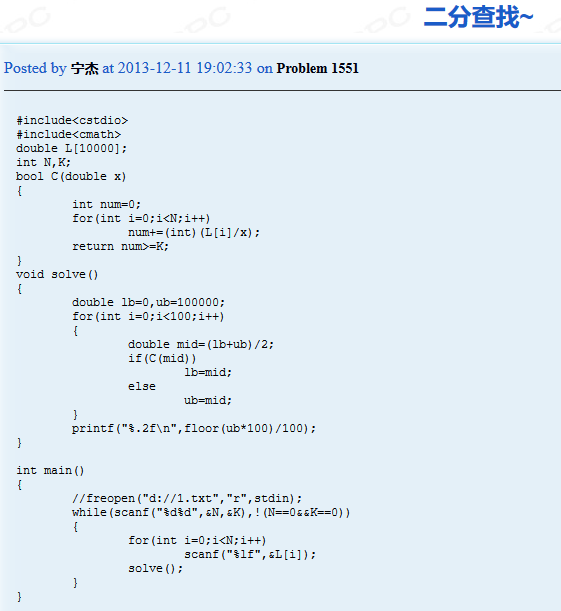 二分查找~
Posted by 宁杰 at 2013-12-11 19:02:33 on Problem 1551
#include<cstdio>
#include<cmath>
double L[10000];
int N,K;
bool C(double x)
{
int num=0;
for(int i=0;i<N;i++)
num+=(int)(L[i]/x);
return num>=K;
}
void solve()
{
double lb=0,ub=100000;
for(int i=0;i<100;i++)
{
double mid=(lb+ub)/2;
if(C(mid))
lb=mid;
else
ub=mid;
}
printf("%.2f\n",floor(ub*100)/100);
}
int main()
{
//freopen("d://1.txt","r",stdin);
while(scanf("%d%d",&N,&K),!(N==0&&K==0))
{
for(int i=0;i<N;i++)
scanf("%lf",&L[i]);
solve();
}
}